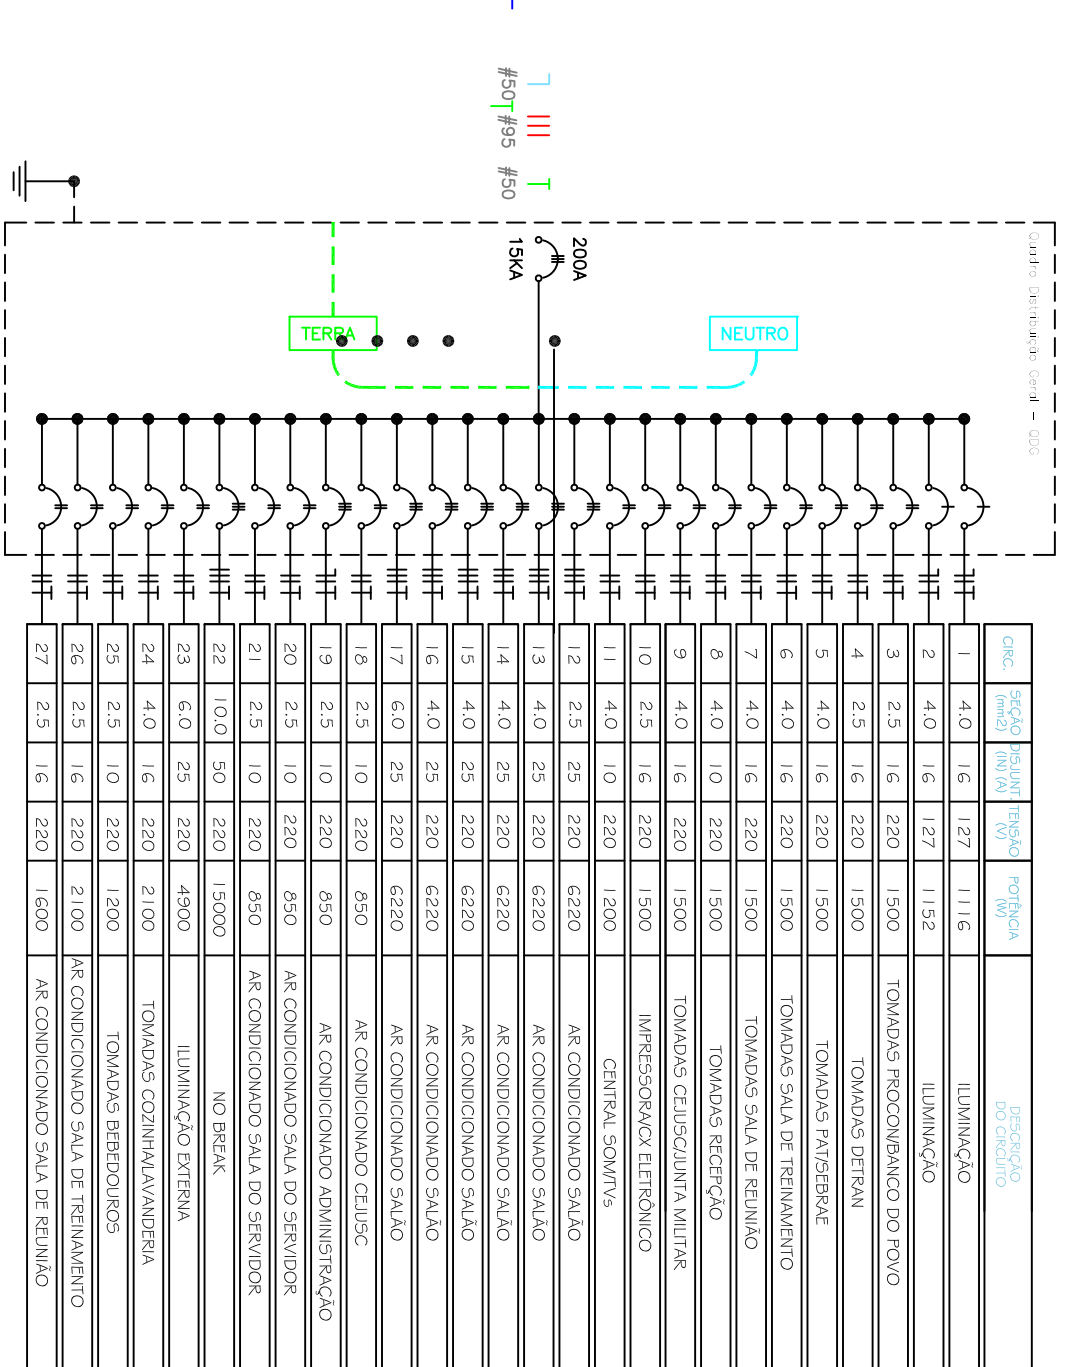 Quadro Distribuição Geral - QDG
#50
#95
#50
200A
15KA
NEUTRO
TERRA
CIRC. SEÇÃO (mm2) DISJUNT. (IN) (A) TENSÃO (V) POTÊNCIA (W) DESCRIÇÃO DO CIRCUITO
1 4.0 16 127 1116 ILUMINAÇÃO
2 4.0 16 127 1152 ILUMINAÇÃO
3 2.5 16 220 1500 TOMADAS PROCON/BANCO DO POVO
4 2.5 16 220 1500 TOMADAS DETRAN
5 4.0 16 220 1500 TOMADAS PAT/SEBRAE
6 4.0 16 220 1500 TOMADAS SALA DE TREINAMENTO
7 4.0 16 220 1500 TOMADAS SALA DE REUNIÃO
8 4.0 10 220 1500 TOMADAS RECEPÇÃO
9 4.0 16 220 1500 TOMADAS CEJUSC/JUNTA MILITAR
10 2.5 16 220 1500 IMPRESSORA/CX ELETRÔNICO
11 4.0 10 220 1200 CENTRAL SOM/TVs
12 2.5 25 220 6220 AR CONDICIONADO SALÃO
13 4.0 25 220 6220 AR CONDICIONADO SALÃO
14 4.0 25 220 6220 AR CONDICIONADO SALÃO
15 4.0 25 220 6220 AR CONDICIONADO SALÃO
16 4.0 25 220 6220 AR CONDICIONADO SALÃO
17 6.0 25 220 6220 AR CONDICIONADO SALÃO
18 2.5 10 220 850 AR CONDICIONADO CEJUSC
19 2.5 10 220 850 AR CONDICIONADO ADMINISTRAÇÃO
20 2.5 10 220 850 AR CONDICIONADO SALA DO SERVIDOR
21 2.5 10 220 850 AR CONDICIONADO SALA DO SERVIDOR
22 10.0 50 220 15000 NO BREAK
23 6.0 25 220 4900 ILUMINAÇÃO EXTERNA
24 4.0 16 220 2100 TOMADAS COZINHA/LAVANDERIA
25 2.5 10 220 1200 TOMADAS BEBEDOUROS
26 2.5 16 220 2100 AR CONDICIONADO SALA DE TREINAMENTO
27 2.5 16 220 1600 AR CONDICIONADO SALA DE REUNIÃO